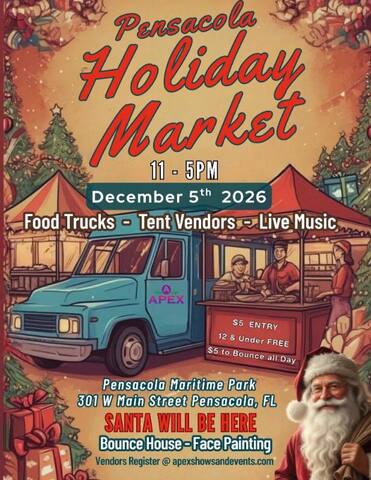 Pensacola
Holiday
Market
11 - 5PM
December 5th 2026
Food Trucks - Tent Vendors - Live Music
APEX
$5 ENTRY
12 & Under FREE
$5 to Bounce all Day
Pensacola Maritime Park
301 W Main Street Pensacola, FL
SANTA WILL BE HERE
Bounce House - Face Painting
Vendors Register @ apexshowsandevents.com